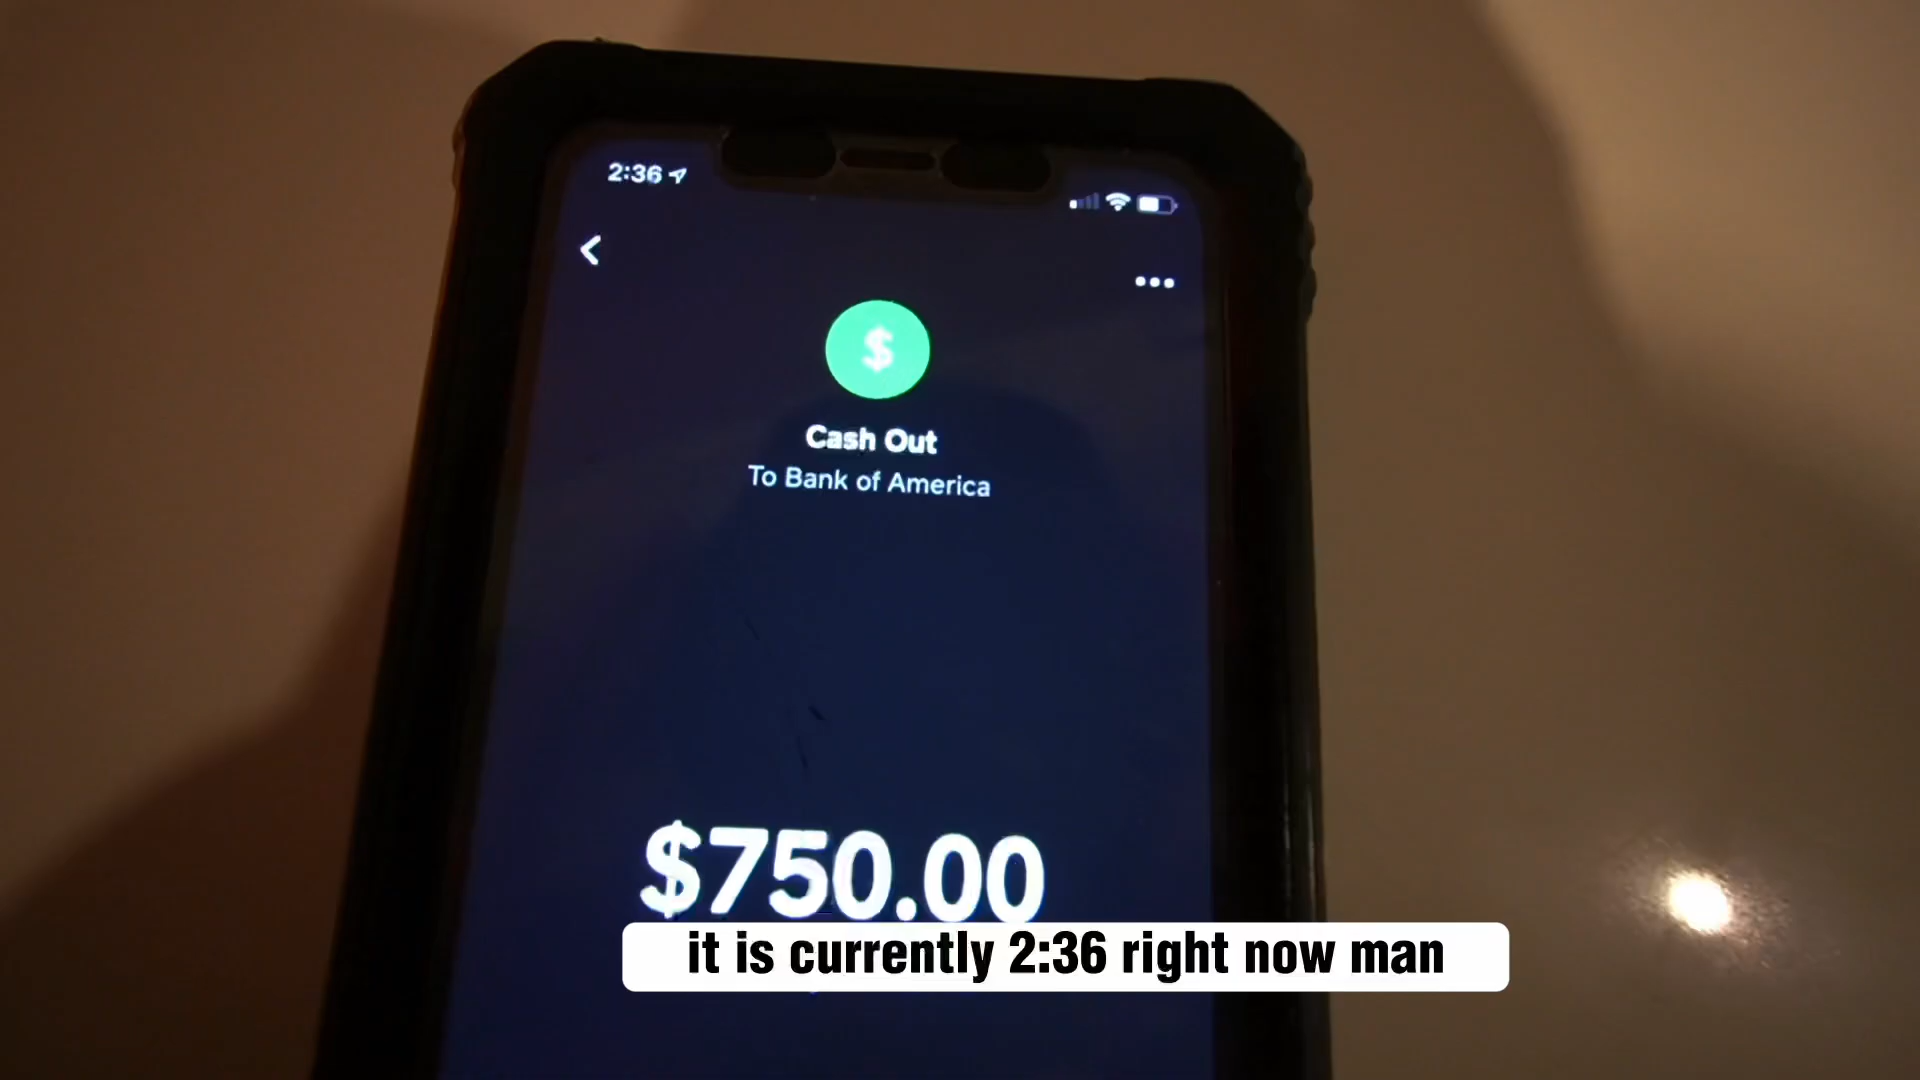 2:36
$
Cash Out
To Bank of America
$750.00
it is currently 2:36 right now man